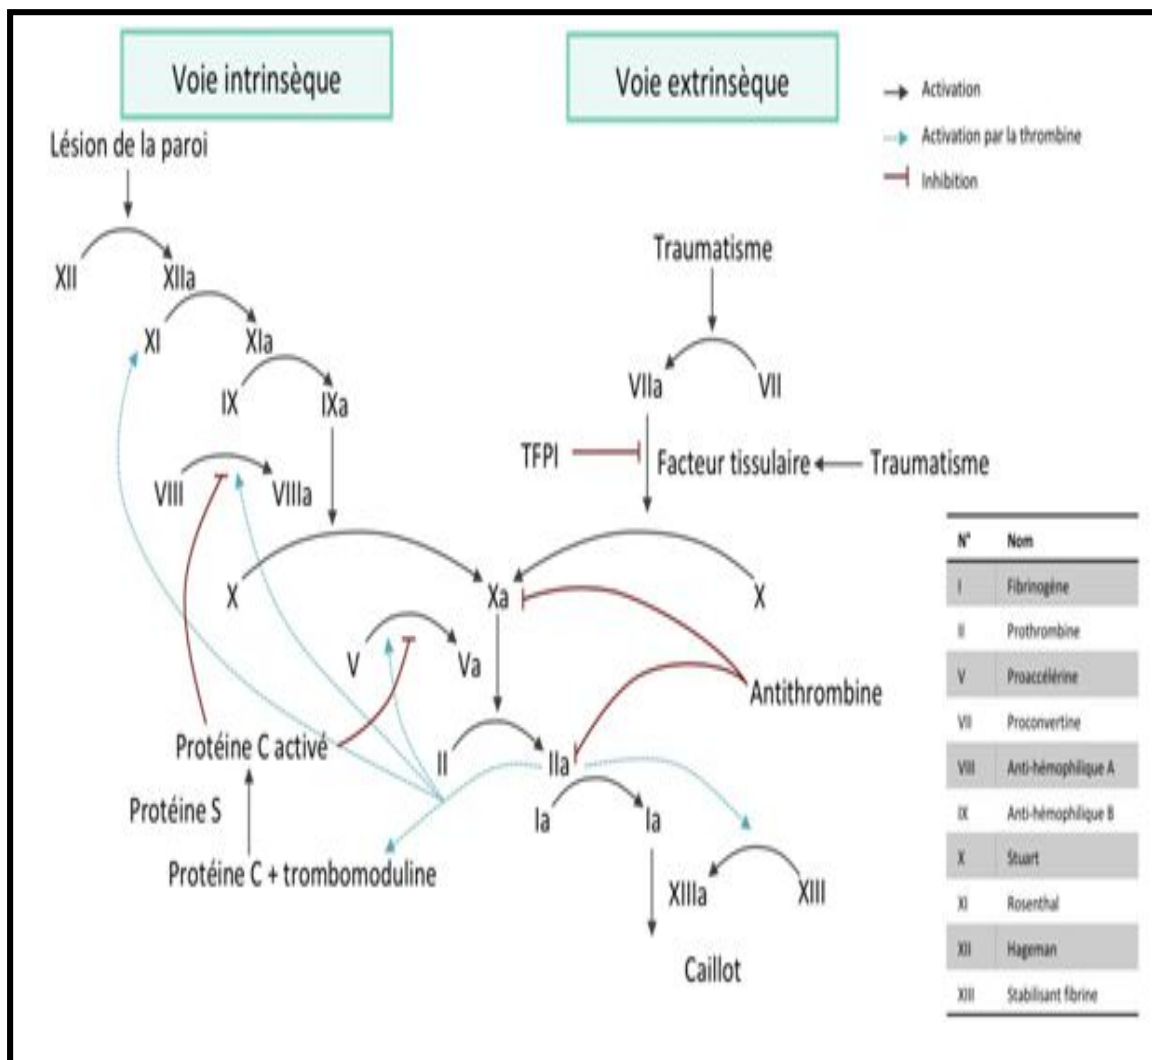 Voie intrinsèque
Voie extrinsèque
Activation
Activation par la thrombine
Inhibition
Lésion de la paroi
XII
XIIa
XI
XIa
IX
IXa
VIII
VIIIa
X
Xa
X
Traumatisme
VIIa
VII
TFPI
Facteur tissulaire
Traumatisme
V
Va
Antithrombine
Protéine C activé
II
IIa
Protéine S
Ia
Ia
Protéine C + trombomoduline
XIIIa
XIII
Caillot
N° Nom
I Fibrinogène
II Prothrombine
V Proaccélérine
VII Proconvertine
VIII Anti-hémophilique A
IX Anti-hémophilique B
X Stuart
XI Rosenthal
XII Hageman
XIII Stabilisant fibrine